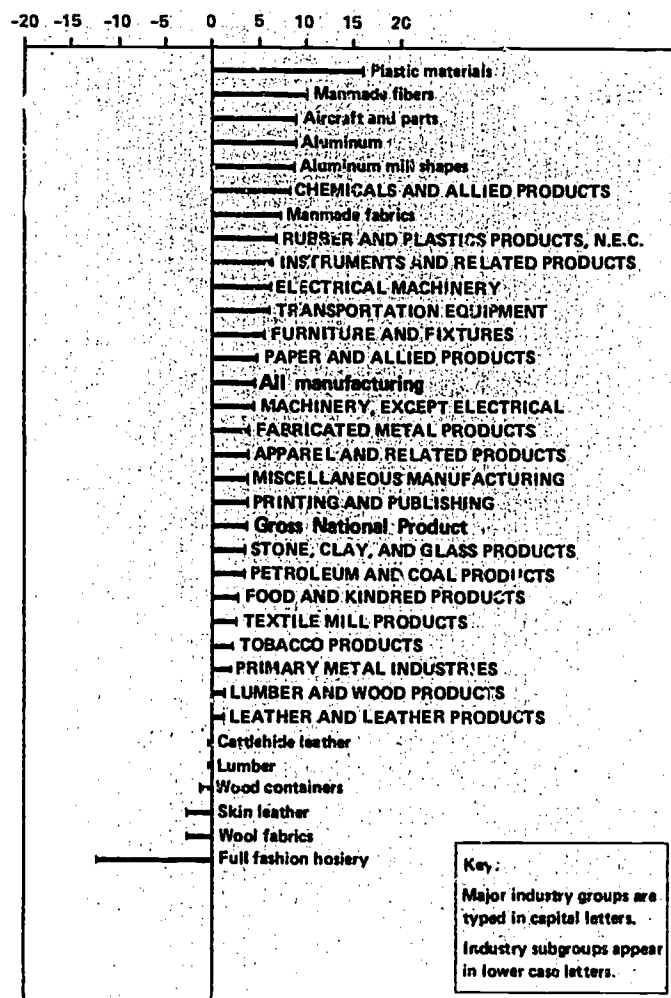 -20 -15 -10 -5 0 5 10 15 20
Plastic materials
Manmade fibers
Aircraft and parts
Aluminum
Aluminum mill shapes
CHEMICALS AND ALLIED PRODUCTS
Manmade fabrics
RUBBER AND PLASTICS PRODUCTS, N.E.C.
INSTRUMENTS AND RELATED PRODUCTS
ELECTRICAL MACHINERY
TRANSPORTATION EQUIPMENT
FURNITURE AND FIXTURES
PAPER AND ALLIED PRODUCTS
All manufacturing
MACHINERY, EXCEPT ELECTRICAL
FABRICATED METAL PRODUCTS
APPAREL AND RELATED PRODUCTS
MISCELLANEOUS MANUFACTURING
PRINTING AND PUBLISHING
Gross National Product
STONE, CLAY, AND GLASS PRODUCTS
PETROLEUM AND COAL PRODUCTS
FOOD AND KINDRED PRODUCTS
TEXTILE MILL PRODUCTS
TOBACCO PRODUCTS
PRIMARY METAL INDUSTRIES
LUMBER AND WOOD PRODUCTS
LEATHER AND LEATHER PRODUCTS
Cattlehide leather
Lumber
Wood containers
Skin leather
Wool fabrics
Full fashion hosiery
Key:
Major industry groups are
typed in capital letters.
Industry subgroups appear
in lower case letters.